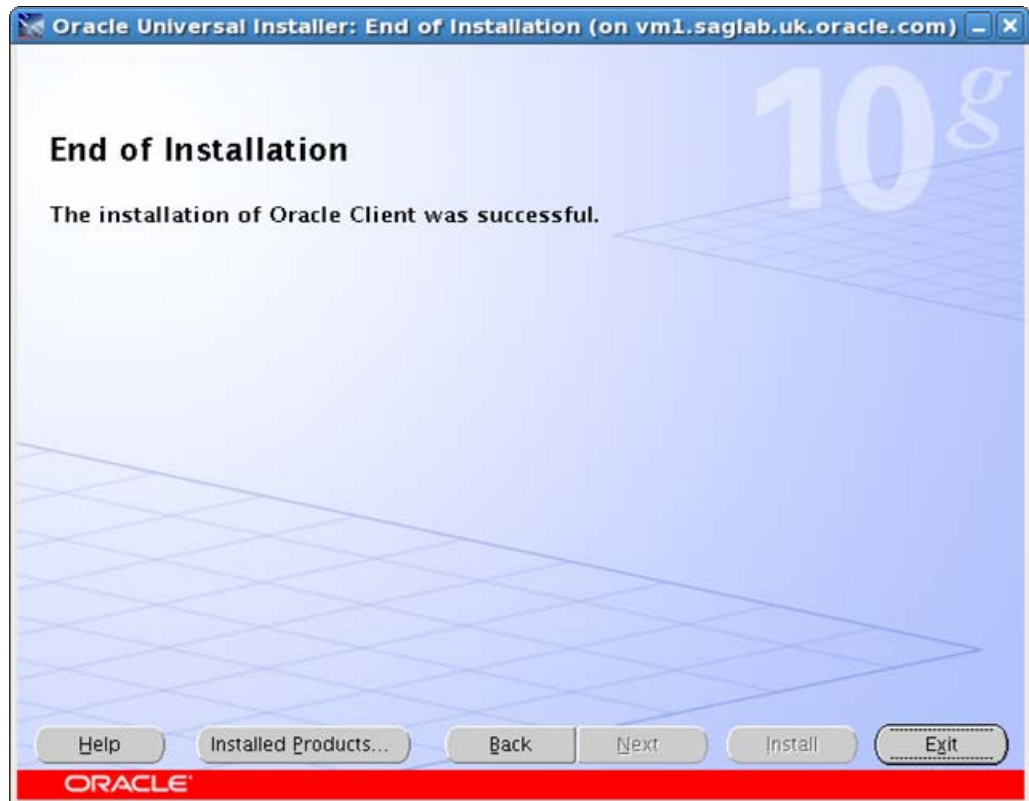 Oracle Universal Installer: End of Installation (on vm1.saglab.uk.oracle.com)
10g
End of Installation
The installation of Oracle Client was successful.
Help
Installed Products...
Back
Next
Install
Exit
ORACLE